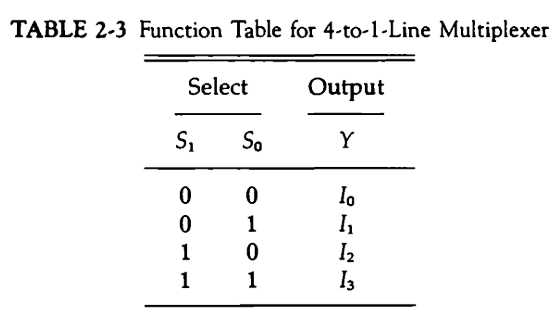 TABLE 2-3 Function Table for 4-to-1-Line Multiplexer
Select Output
S₁ S₀ Y
0 0 I₀
0 1 I₁
1 0 I₂
1 1 I₃